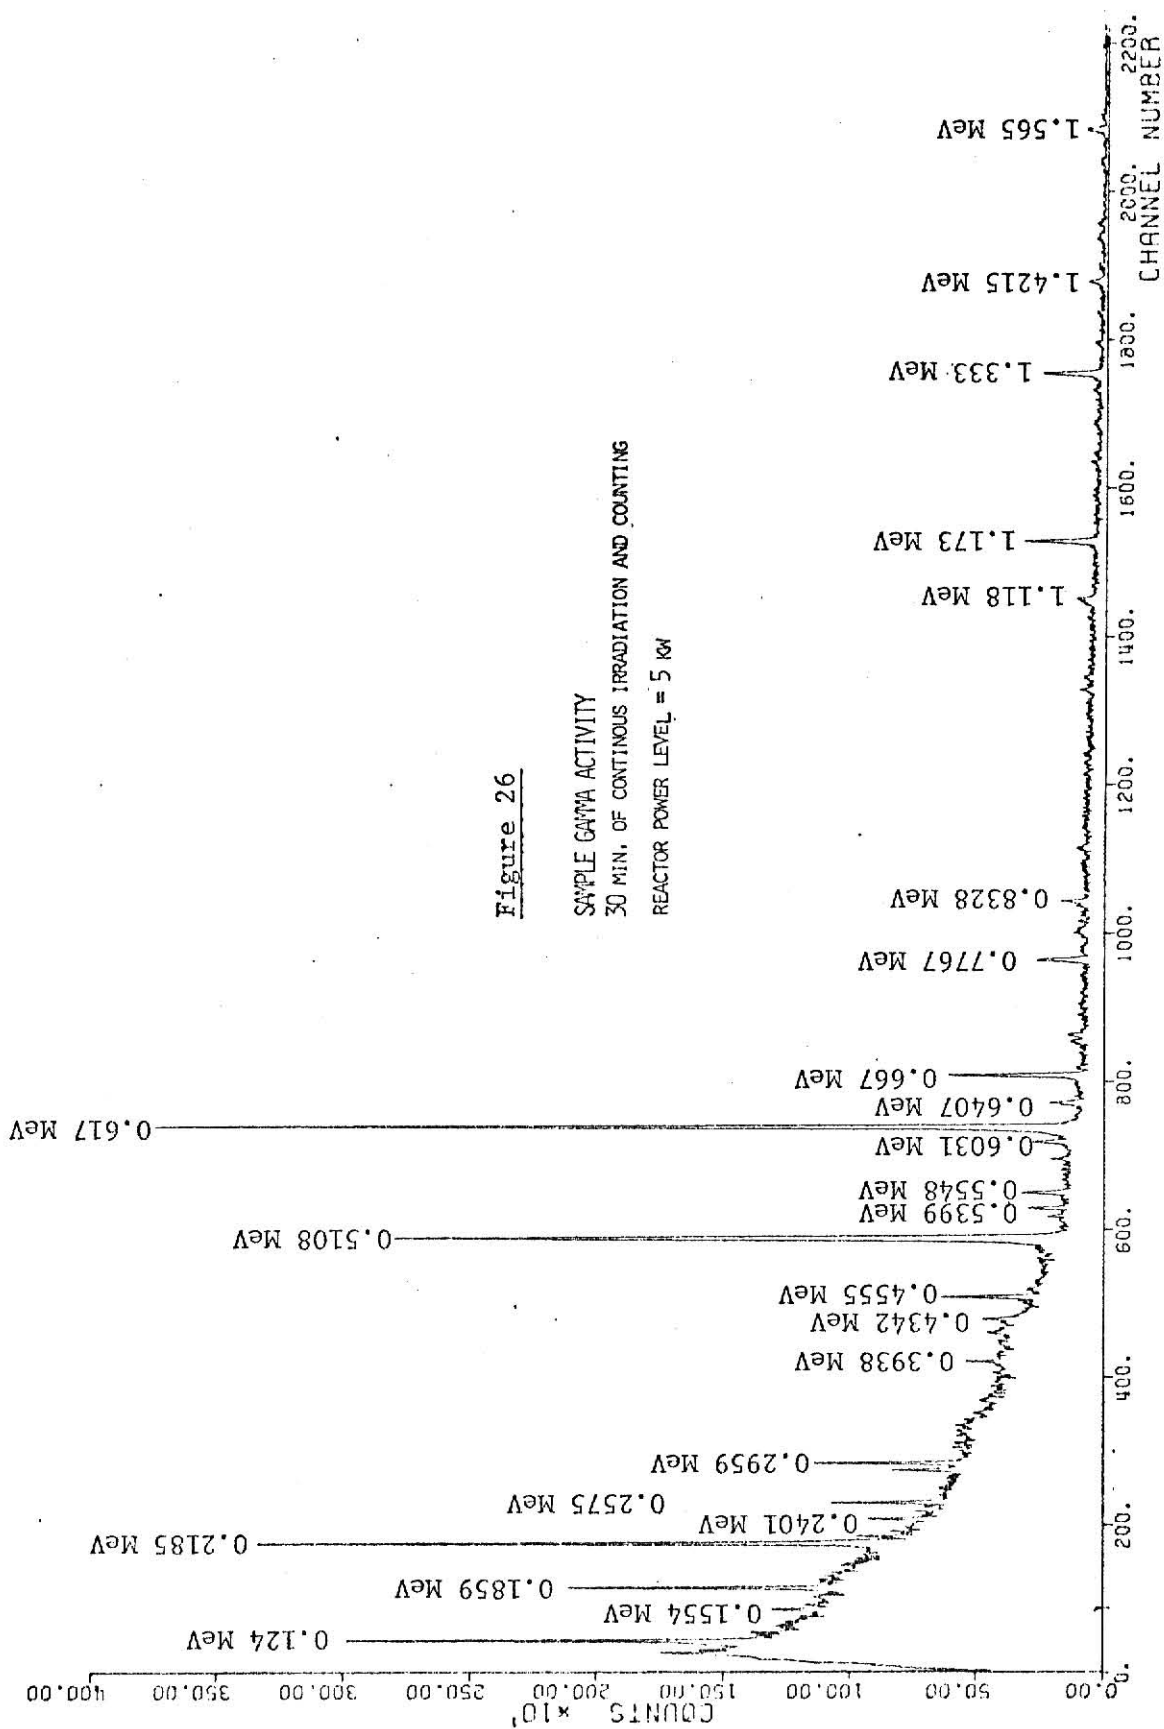 Figure 26
SAMPLE GAMMA ACTIVITY
30 MIN. OF CONTINOUS IRRADIATION AND COUNTING
REACTOR POWER LEVEL = 5 KW
COUNTS ×10¹
400.00
350.00
300.00
250.00
200.00
150.00
100.00
50.00
0.00
0.124 MeV
0.1554 MeV
0.1859 MeV
0.2185 MeV
0.2401 MeV
0.2575 MeV
0.2959 MeV
0.3938 MeV
0.4342 MeV
0.4555 MeV
0.5108 MeV
0.5399 MeV
0.5548 MeV
0.6031 MeV
0.617 MeV
0.6407 MeV
0.667 MeV
0.7767 MeV
0.8328 MeV
1.118 MeV
1.173 MeV
1.333 MeV
1.4215 MeV
1.565 MeV
0.
200.
400.
600.
800.
1000.
1200.
1400.
1600.
1800.
2000.
2200.
CHANNEL NUMBER